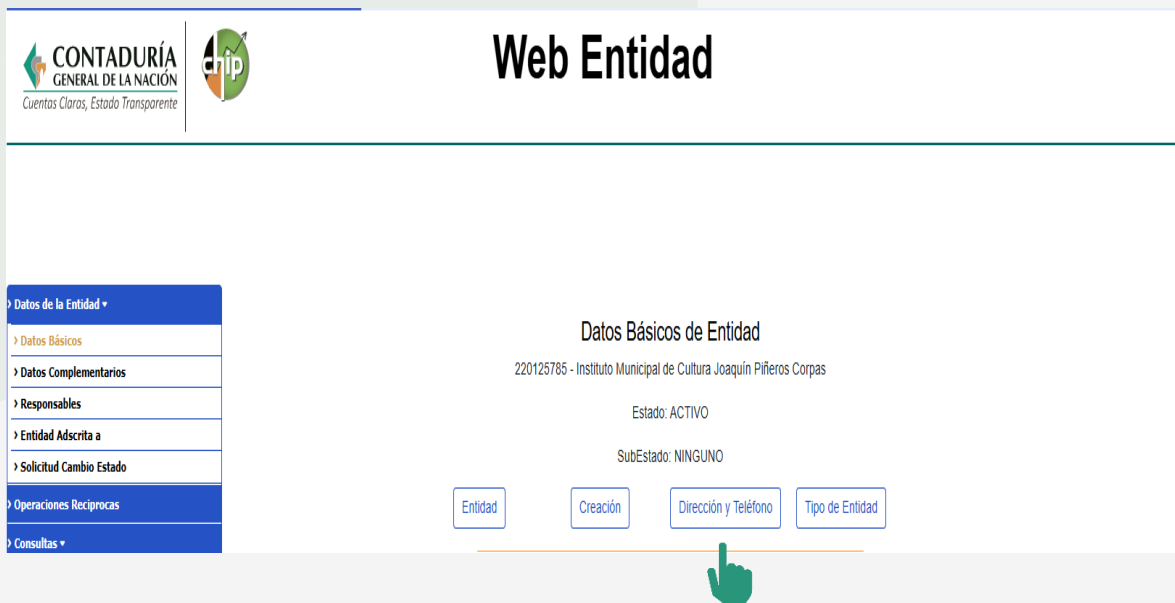 CONTADURÍA
GENERAL DE LA NACIÓN
Cuentas Claras, Estado Transparente
chip
Web Entidad
› Datos de la Entidad ▾
› Datos Básicos
› Datos Complementarios
› Responsables
› Entidad Adscrita a
› Solicitud Cambio Estado
› Operaciones Reciprocas
› Consultas ▾
Datos Básicos de Entidad
220125785 - Instituto Municipal de Cultura Joaquín Piñeros Corpas
Estado: ACTIVO
SubEstado: NINGUNO
Entidad Creación Dirección y Teléfono Tipo de Entidad